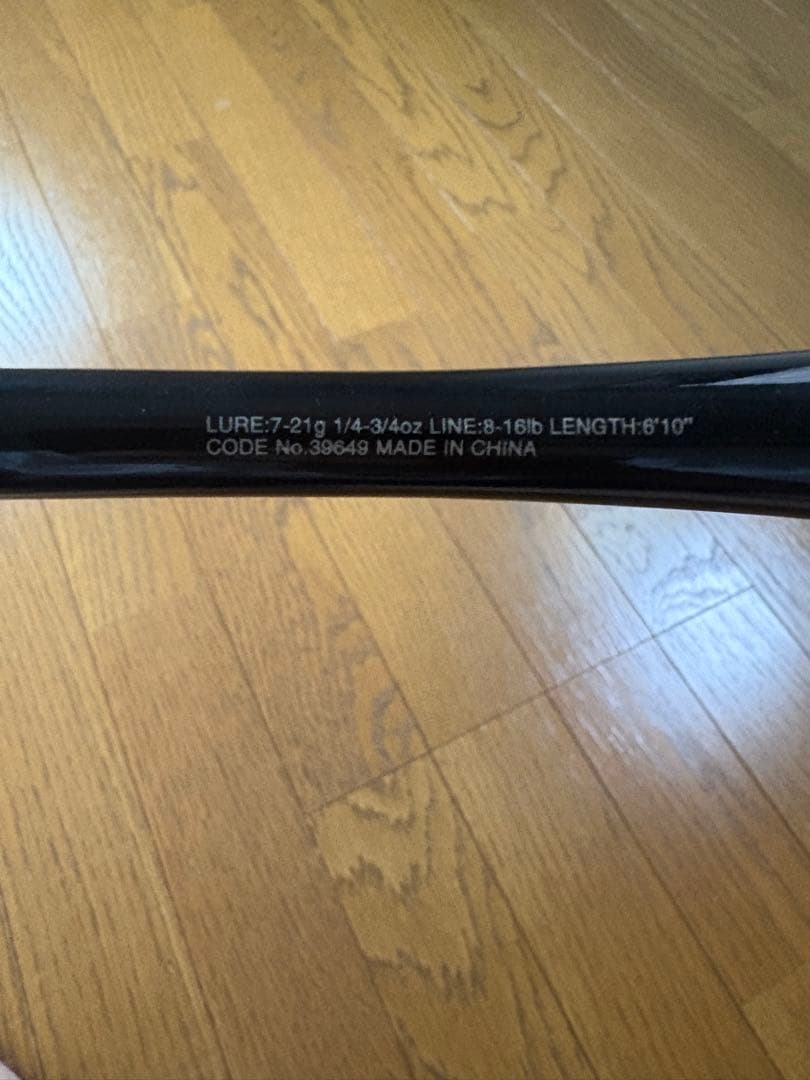 LURE:7-21g 1/4-3/4oz LINE:8-16lb LENGTH:6'10"
CODE No.39649 MADE IN CHINA